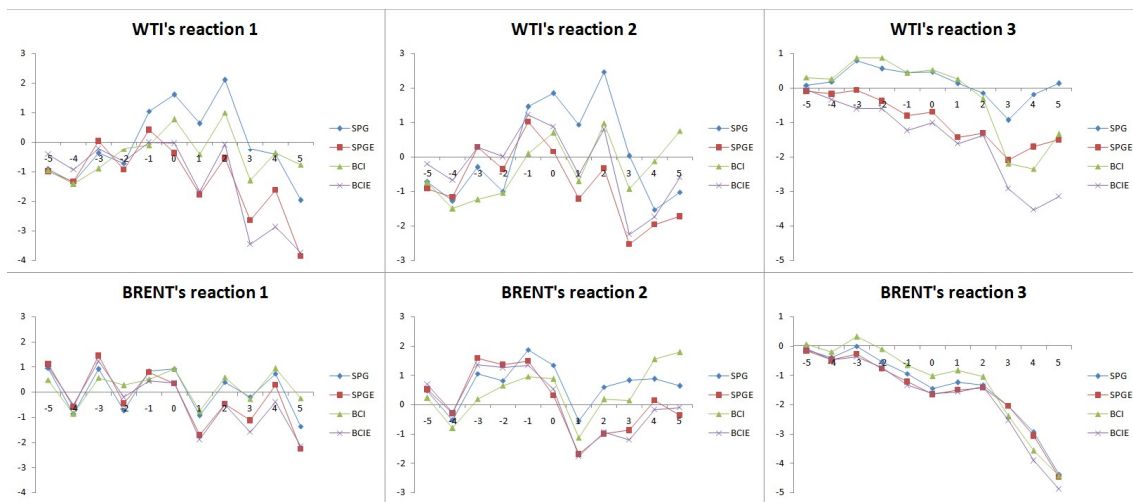 WTI's reaction 1
3
2
1
0
-1
-2
-3
-4
-5 -4 -3 -2 -1 0 1 2 3 4 5
SPG
SPGE
BCI
BCIE
WTI's reaction 2
3
2
1
0
-1
-2
-3
-5 -4 -3 -2 -1 0 1 2 3 4 5
SPG
SPGE
BCI
BCIE
WTI's reaction 3
1
0
-1
-2
-3
-4
-5
-5 -4 -3 -2 -1 0 1 2 3 4 5
SPG
SPGE
BCI
BCIE
BRENT's reaction 1
3
2
1
0
-1
-2
-3
-4
-5 -4 -3 -2 -1 0 1 2 3 4 5
SPG
SPGE
BCI
BCIE
BRENT's reaction 2
3
2
1
0
-1
-2
-3
-5 -4 -3 -2 -1 0 1 2 3 4 5
SPG
SPGE
BCI
BCIE
BRENT's reaction 3
1
0
-1
-2
-3
-4
-5
-5 -4 -3 -2 -1 0 1 2 3 4 5
SPG
SPGE
BCI
BCIE